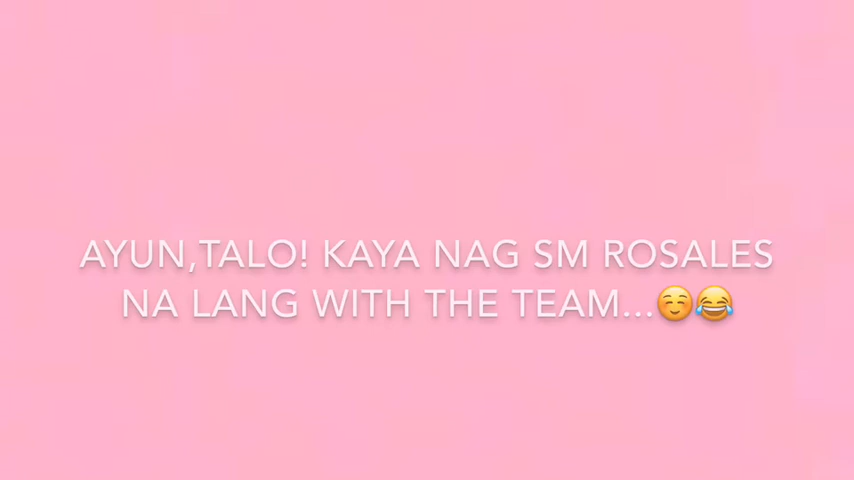 AYUN,TALO! KAYA NAG SM ROSALES
NA LANG WITH THE TEAM...☺️😂